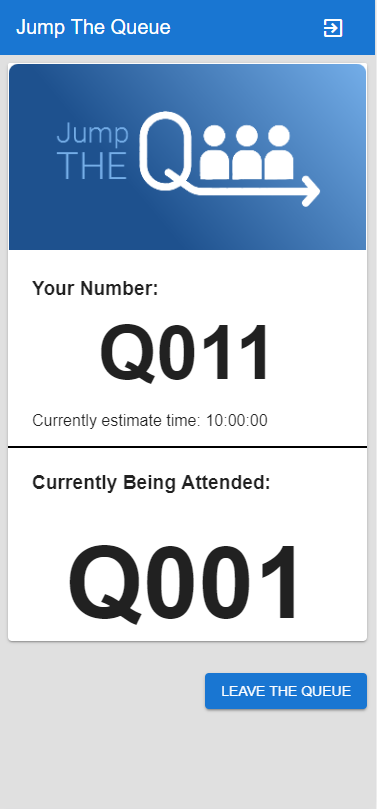 Jump The Queue
Jump
THE Q
Your Number:
Q011
Currently estimate time: 10:00:00
Currently Being Attended:
Q001
LEAVE THE QUEUE